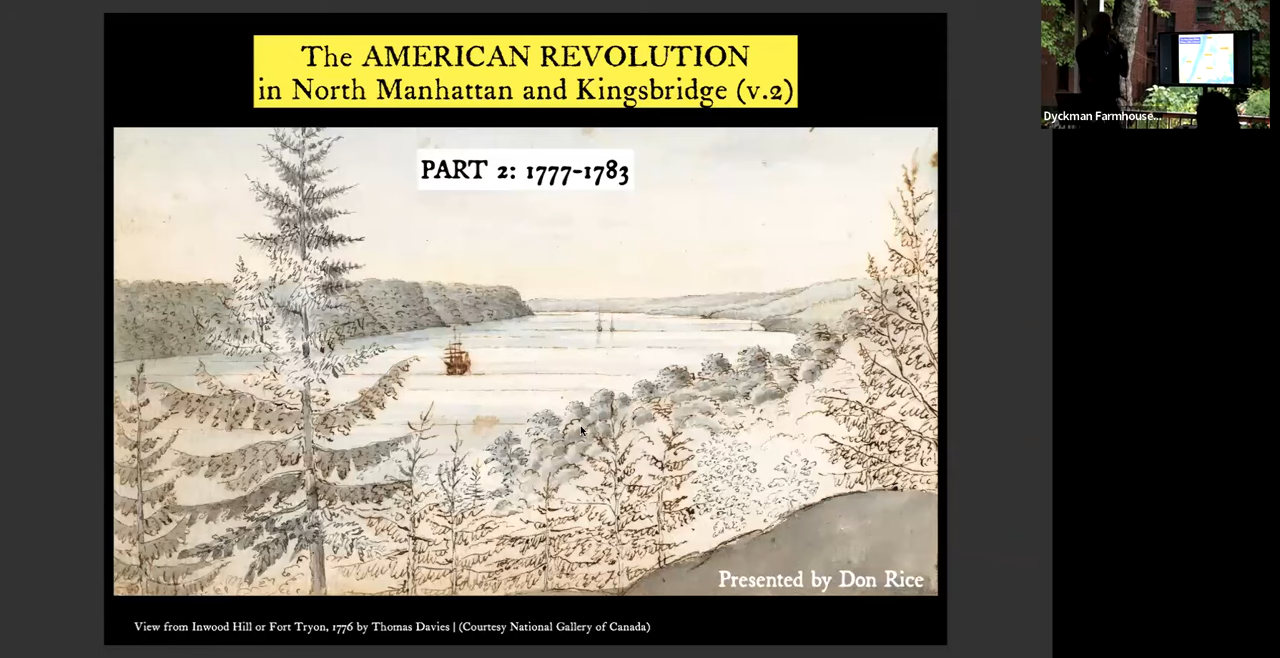 The AMERICAN REVOLUTION
in North Manhattan and Kingsbridge (v.2)
PART 2: 1777-1783
Presented by Don Rice
View from Inwood Hill or Fort Tryon, 1776 by Thomas Davies | (Courtesy National Gallery of Canada)
Dyckman Farmhouse...